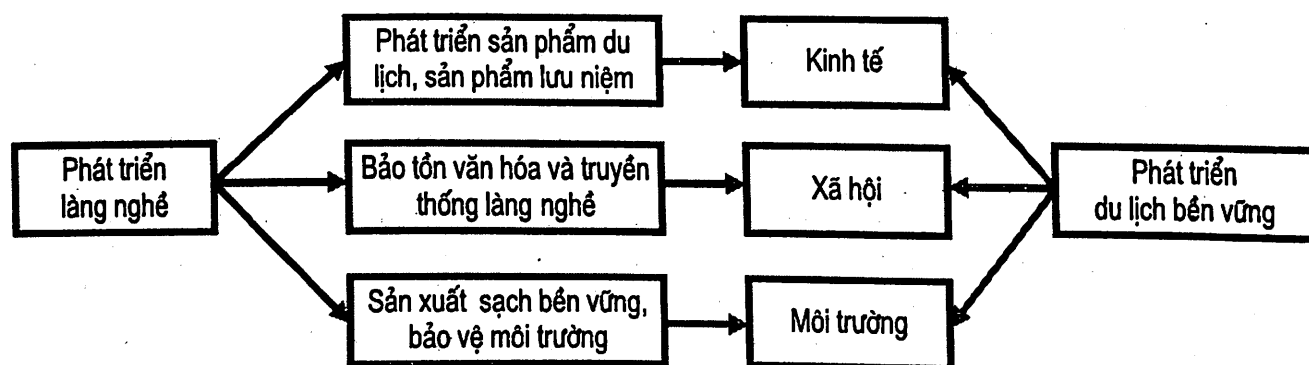 Phát triển sản phẩm du
lịch, sản phẩm lưu niệm
Kinh tế
Phát triển
làng nghề
Bảo tồn văn hóa và truyền
thống làng nghề
Xã hội
Phát triển
du lịch bền vững
Sản xuất sạch bền vững,
bảo vệ môi trường
Môi trường